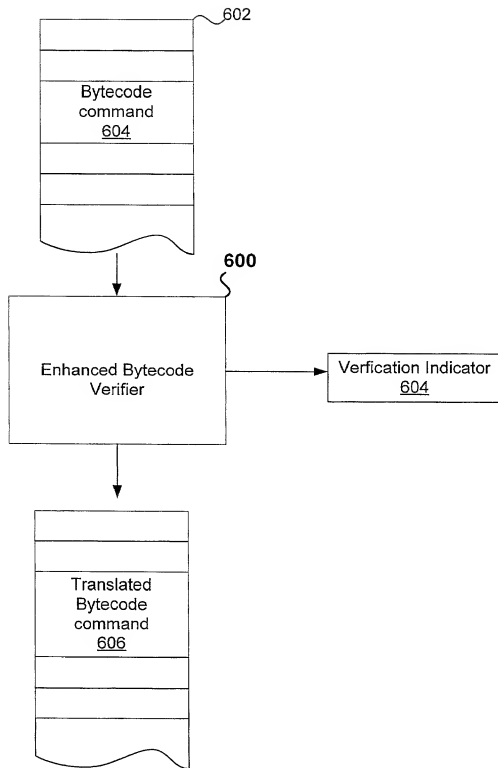 602
Bytecode
command
604
600
Enhanced Bytecode
Verifier
Verfication Indicator
604
Translated
Bytecode
command
606